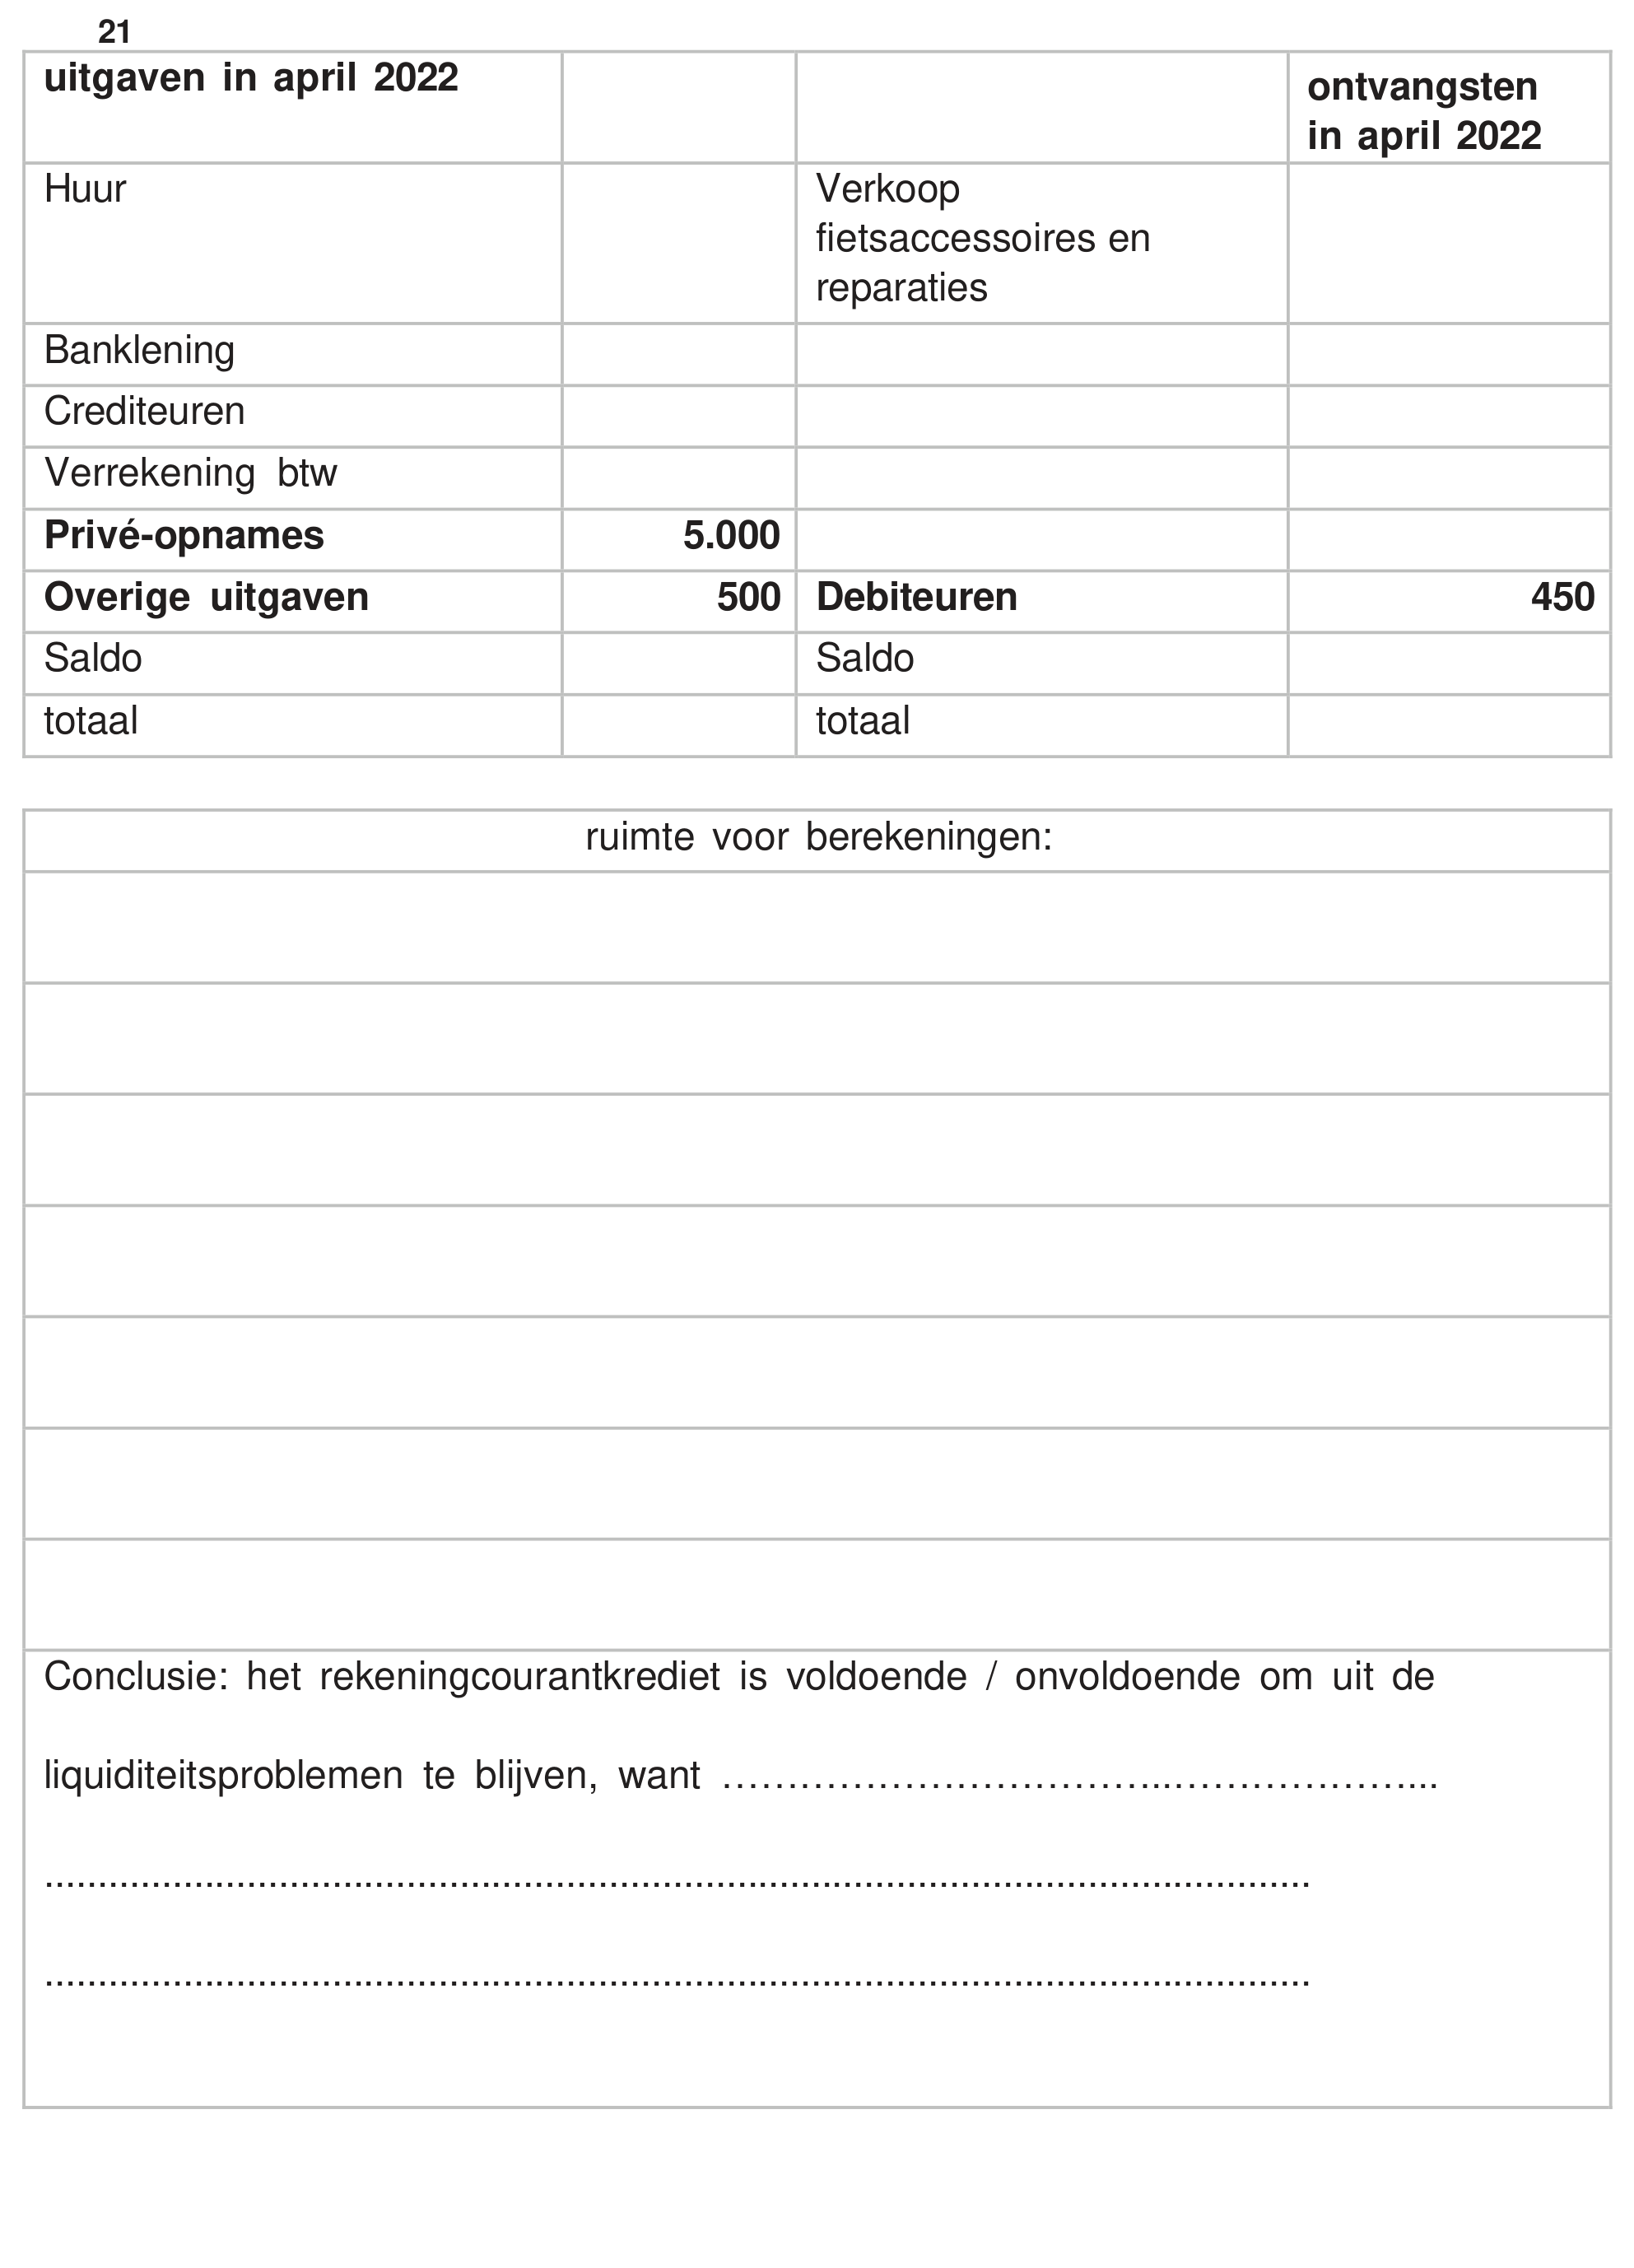 21
uitgaven in april 2022
ontvangsten
in april 2022
Huur
Verkoop
fietsaccessoires en
reparaties
Banklening
Crediteuren
Verrekening btw
Privé-opnames 5.000
Overige uitgaven 500 Debiteuren 450
Saldo Saldo
totaal totaal
ruimte voor berekeningen:
Conclusie: het rekeningcourantkrediet is voldoende / onvoldoende om uit de
liquiditeitsproblemen te blijven, want ………………………………..………………....
........................................................................................................................
........................................................................................................................